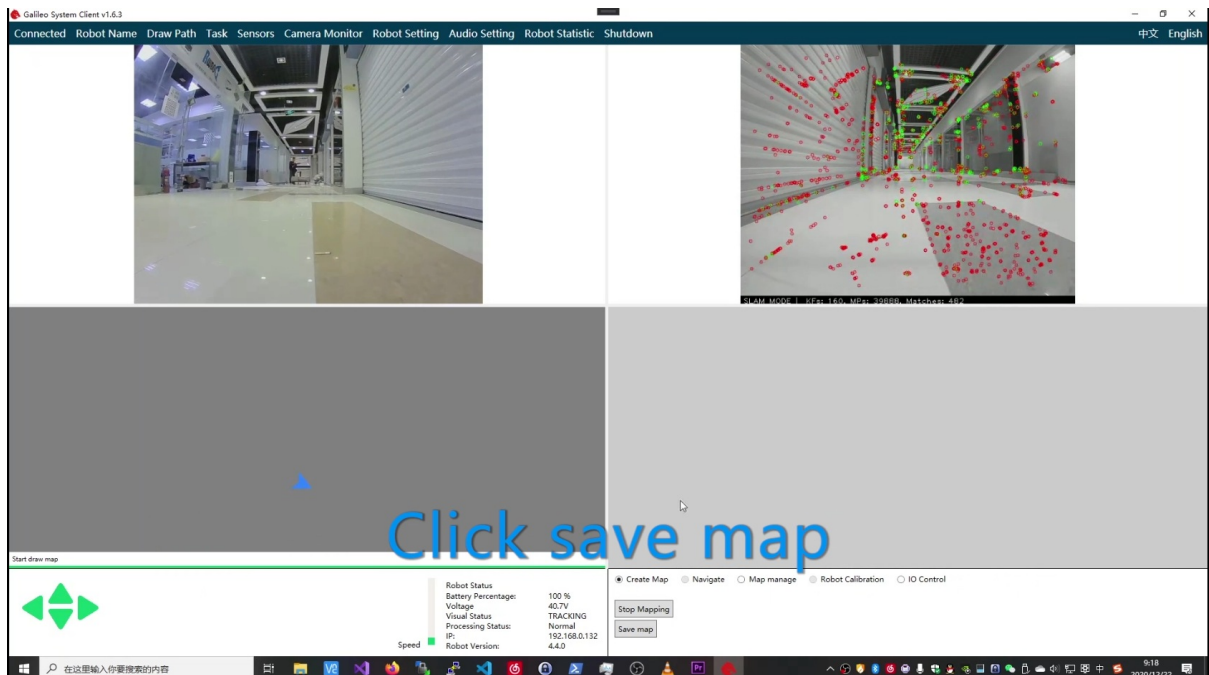 Galileo System Client v1.6.3
Connected Robot Name Draw Path Task Sensors Camera Monitor Robot Setting Audio Setting Robot Statistic Shutdown 中文 English
SLAM MODE | KFs: 160, MPs: 39888, Matches: 482
Click save map
Start draw map
Robot Status
Battery Percentage: 100 %
Voltage 40.7V
Visual Status TRACKING
Processing Status: Normal
IP: 192.168.0.132
Robot Version: 4.4.0
Speed
Create Map Navigate Map manage Robot Calibration IO Control
Stop Mapping
Save map
在这里输入你要搜索的内容
中
9:18
2020/12/22